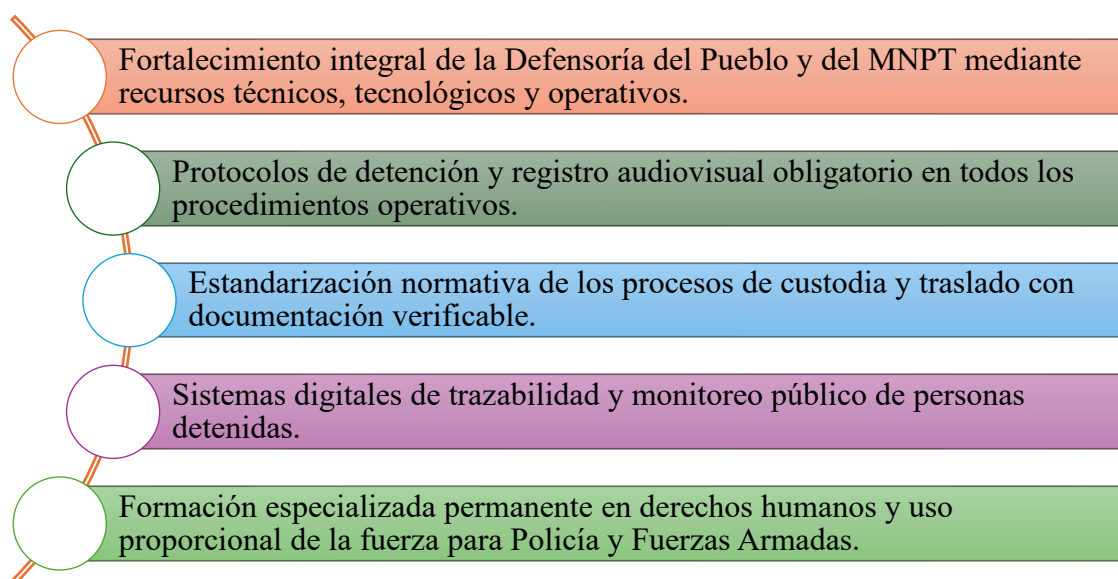 Fortalecimiento integral de la Defensoría del Pueblo y del MNPT mediante
recursos técnicos, tecnológicos y operativos.
Protocolos de detención y registro audiovisual obligatorio en todos los
procedimientos operativos.
Estandarización normativa de los procesos de custodia y traslado con
documentación verificable.
Sistemas digitales de trazabilidad y monitoreo público de personas
detenidas.
Formación especializada permanente en derechos humanos y uso
proporcional de la fuerza para Policía y Fuerzas Armadas.